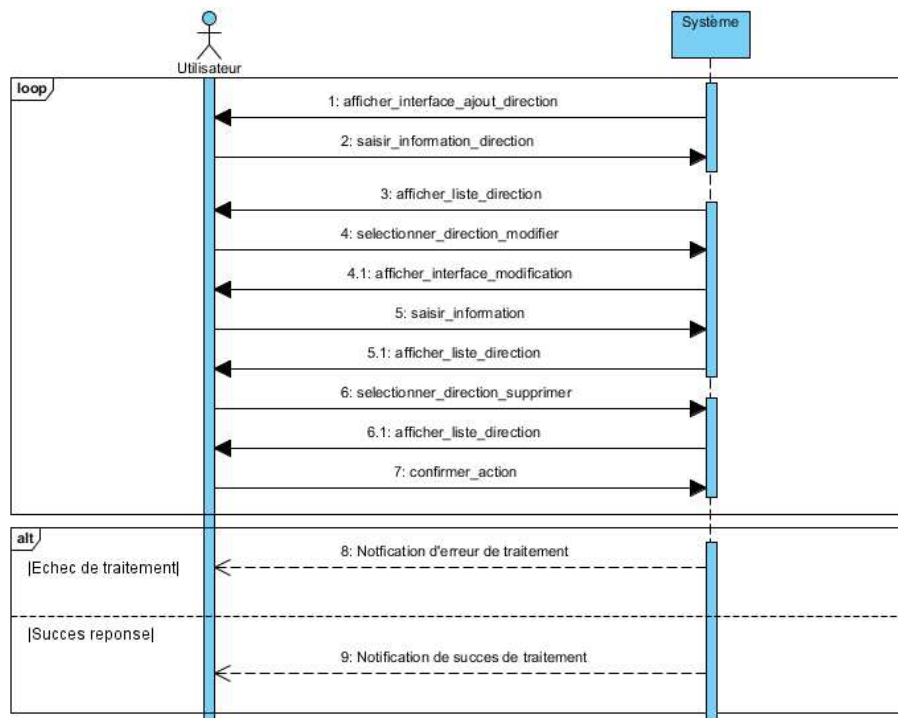 Système
Utilisateur
loop
1: afficher_interface_ajout_direction
2: saisir_information_direction
3: afficher_liste_direction
4: selectionner_direction_modifier
4.1: afficher_interface_modification
5: saisir_information
5.1: afficher_liste_direction
6: selectionner_direction_supprimer
6.1: afficher_liste_direction
7: confirmer_action
alt
8: Notfication d'erreur de traitement
|Echec de traitement|
|Succes reponse|
9: Notification de succes de traitement